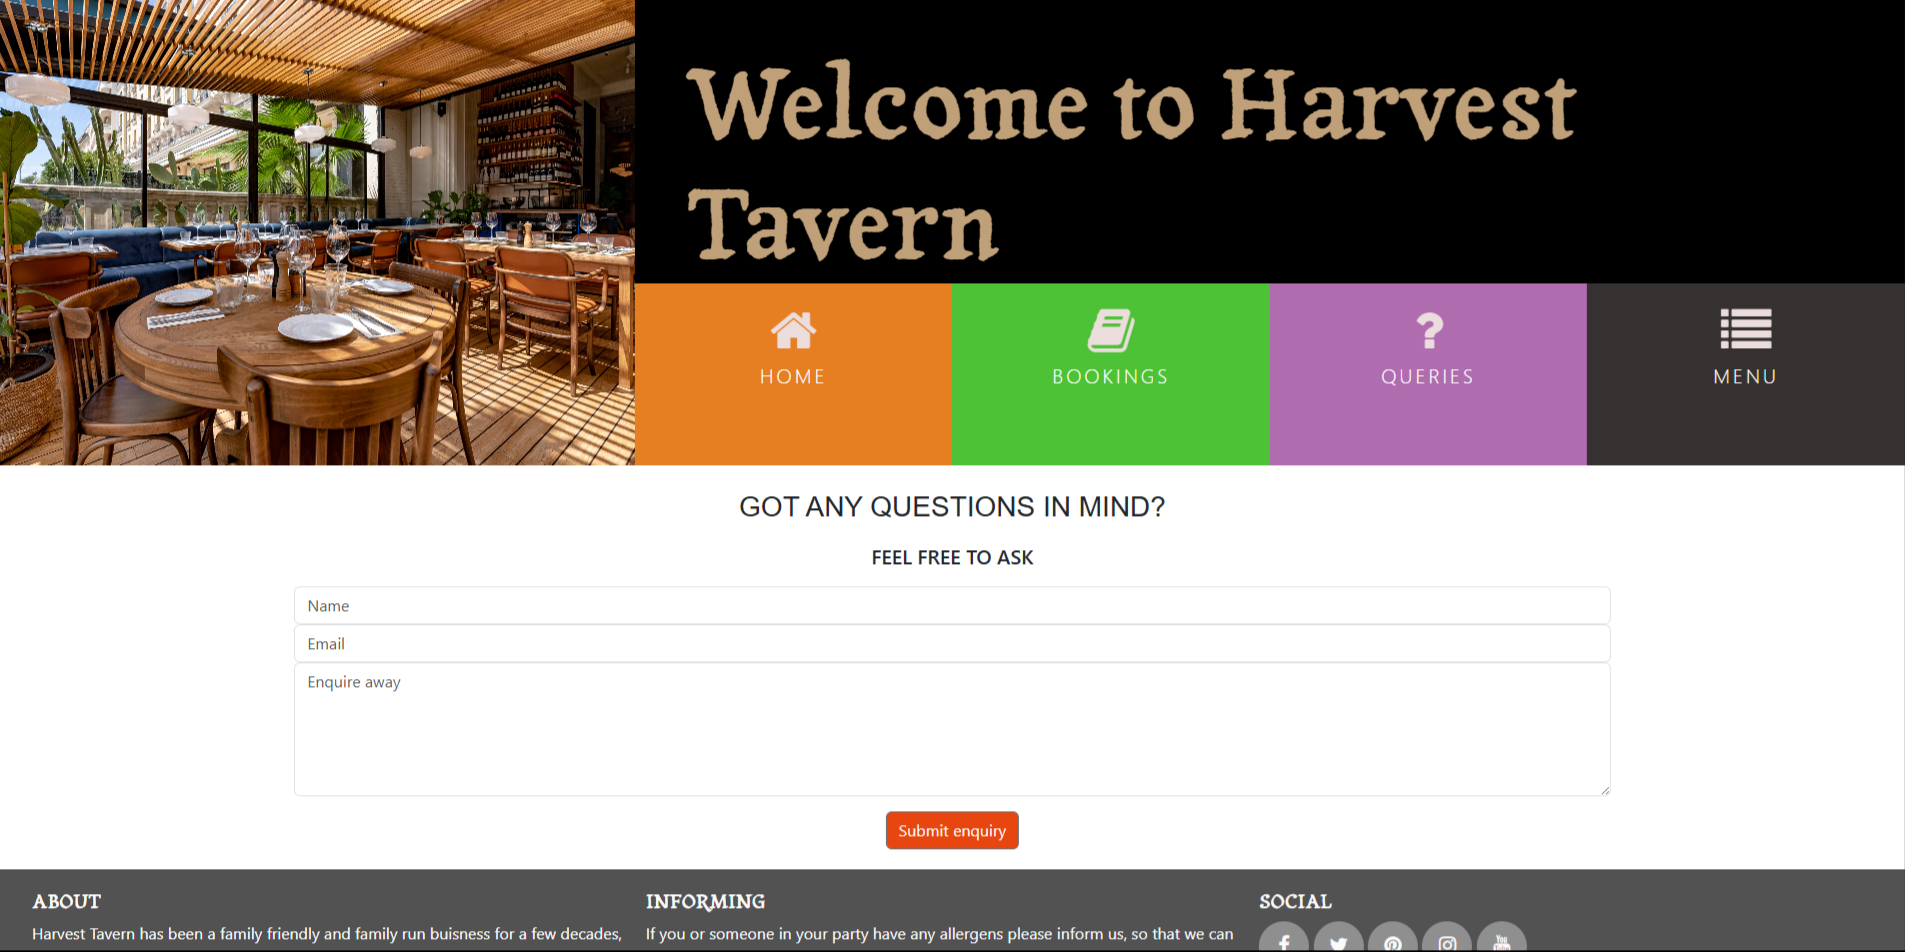 Welcome to Harvest
Tavern
HOME
BOOKINGS
QUERIES
MENU
GOT ANY QUESTIONS IN MIND?
FEEL FREE TO ASK
Name
Email
Enquire away
Submit enquiry
ABOUT
Harvest Tavern has been a family friendly and family run buisness for a few decades,
INFORMING
If you or someone in your party have any allergens please inform us, so that we can
SOCIAL